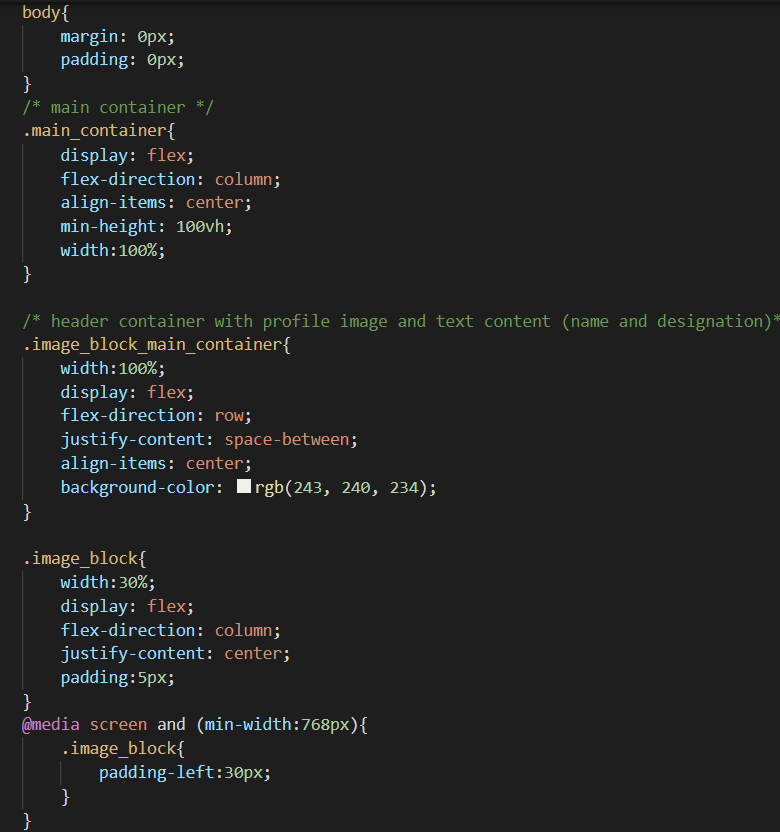 body{
    margin: 0px;
    padding: 0px;
}
/* main container */
.main_container{
    display: flex;
    flex-direction: column;
    align-items: center;
    min-height: 100vh;
    width:100%;
}

/* header container with profile image and text content (name and designation)*
.image_block_main_container{
    width:100%;
    display: flex;
    flex-direction: row;
    justify-content: space-between;
    align-items: center;
    background-color: rgb(243, 240, 234);
}

.image_block{
    width:30%;
    display: flex;
    flex-direction: column;
    justify-content: center;
    padding:5px;
}
@media screen and (min-width:768px){
    .image_block{
        padding-left:30px;
    }
}